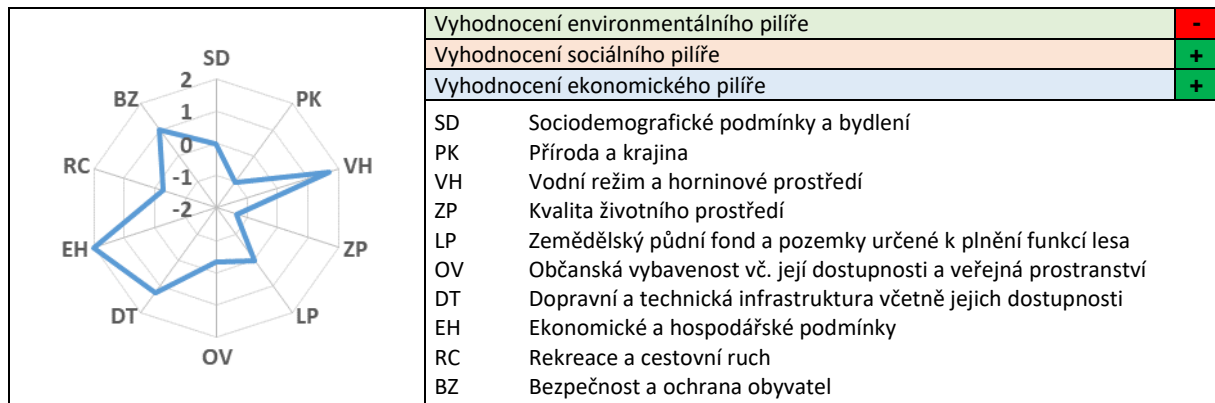 SD
PK
VH
ZP
LP
OV
DT
EH
RC
BZ
2
1
0
-1
-2
Vyhodnocení environmentálního pilíře -
Vyhodnocení sociálního pilíře +
Vyhodnocení ekonomického pilíře +
SD Sociodemografické podmínky a bydlení
PK Příroda a krajina
VH Vodní režim a horninové prostředí
ZP Kvalita životního prostředí
LP Zemědělský půdní fond a pozemky určené k plnění funkcí lesa
OV Občanská vybavenost vč. její dostupnosti a veřejná prostranství
DT Dopravní a technická infrastruktura včetně jejich dostupnosti
EH Ekonomické a hospodářské podmínky
RC Rekreace a cestovní ruch
BZ Bezpečnost a ochrana obyvatel